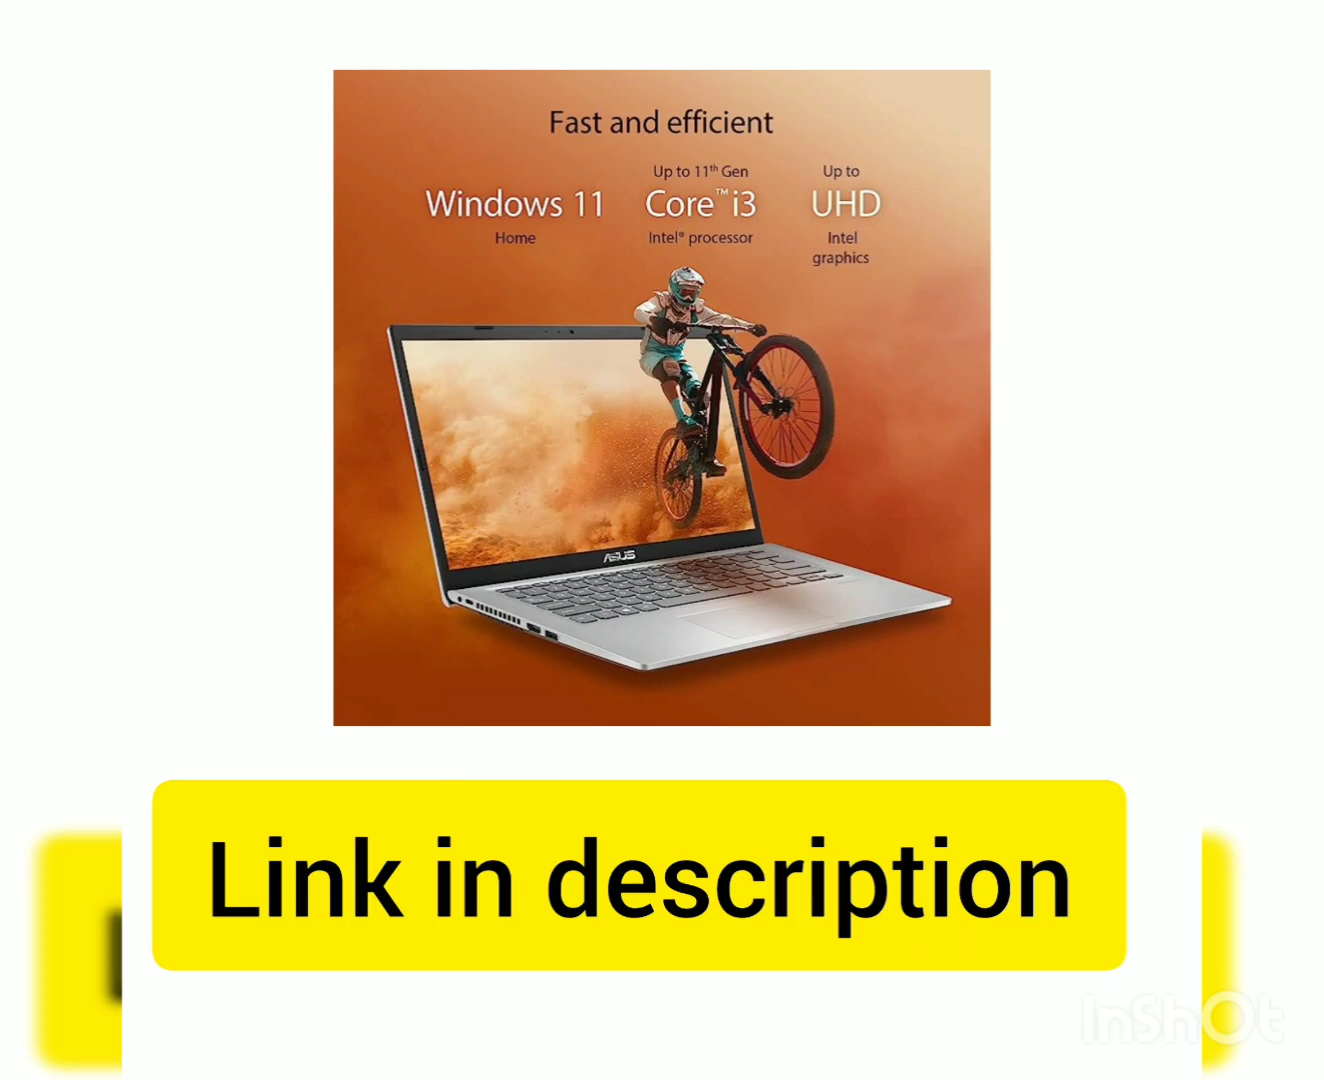 Fast and efficient
Up to 11th Gen
Up to
Windows 11
Core™ i3
UHD
Home
Intel® processor
Intel
graphics
ASUS
Link in description
InShOt